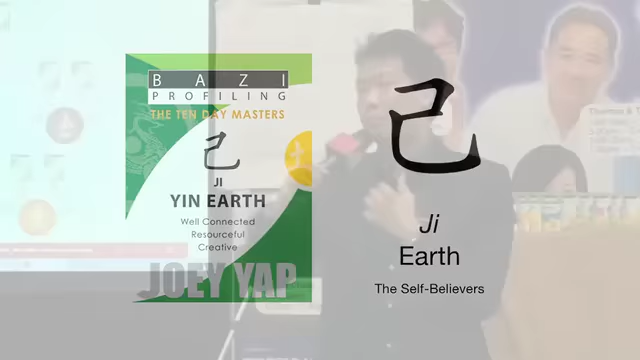 BAZI
PROFILING
THE TEN DAY MASTERS
己
JI
YIN EARTH
Well Connected
Resourceful
Creative
JOEY YAP
己
Ji
Earth
The Self-Believers